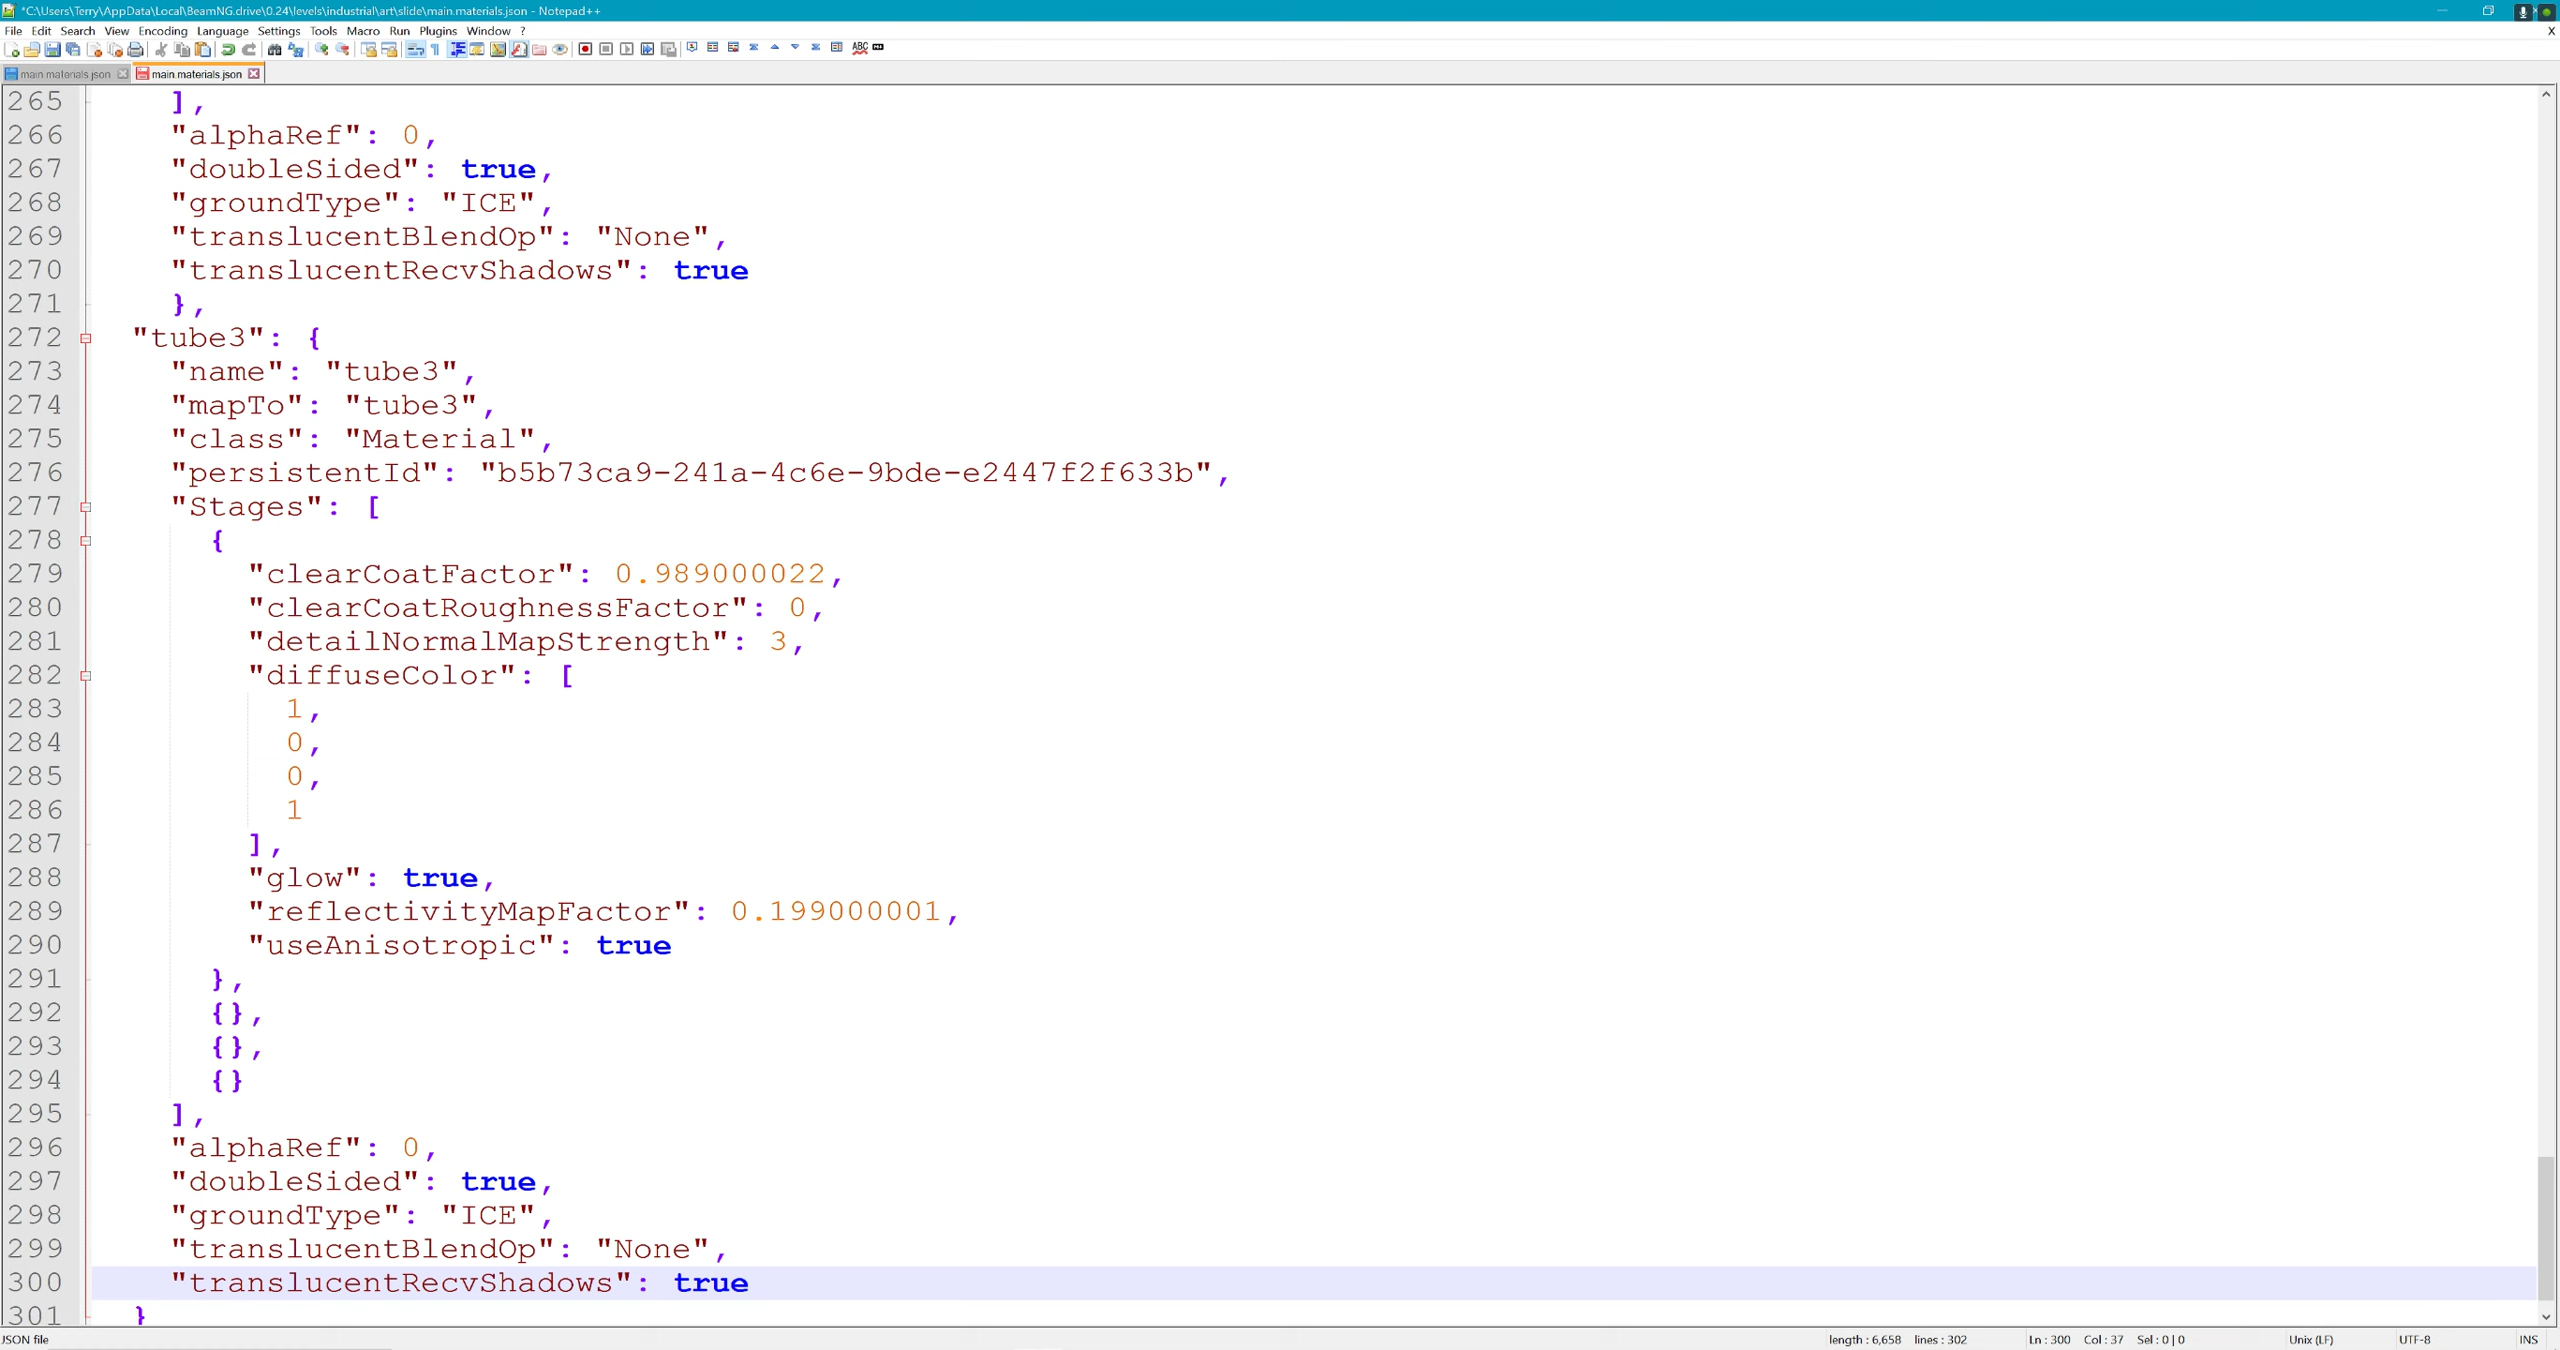 *C:\Users\Terry\AppData\Local\BeamNG.drive\0.24\levels\industrial\art\slide\main.materials.json - Notepad++
File Edit Search View Encoding Language Settings Tools Macro Run Plugins Window ? X
main.materials.json main.materials.json
265 ],
266 "alphaRef": 0,
267 "doubleSided": true,
268 "groundType": "ICE",
269 "translucentBlendOp": "None",
270 "translucentRecvShadows": true
271 },
272 "tube3": {
273 "name": "tube3",
274 "mapTo": "tube3",
275 "class": "Material",
276 "persistentId": "b5b73ca9-241a-4c6e-9bde-e2447f2f633b",
277 "Stages": [
278 {
279 "clearCoatFactor": 0.989000022,
280 "clearCoatRoughnessFactor": 0,
281 "detailNormalMapStrength": 3,
282 "diffuseColor": [
283 1,
284 0,
285 0,
286 1
287 ],
288 "glow": true,
289 "reflectivityMapFactor": 0.199000001,
290 "useAnisotropic": true
291 },
292 {},
293 {},
294 {}
295 ],
296 "alphaRef": 0,
297 "doubleSided": true,
298 "groundType": "ICE",
299 "translucentBlendOp": "None",
300 "translucentRecvShadows": true
301 }
JSON file length : 6,658 lines : 302 Ln : 300 Col : 37 Sel : 0 | 0 Unix (LF) UTF-8 INS